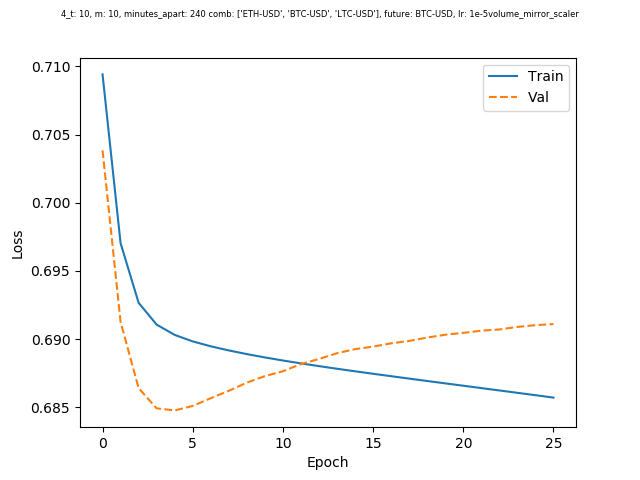 4_t: 10, m: 10, minutes_apart: 240 comb: ['ETH-USD', 'BTC-USD', 'LTC-USD'], future: BTC-USD, lr: 1e-5volume_mirror_scaler
0.710
0.705
0.700
0.695
0.690
0.685
Loss
Train
Val
0 5 10 15 20 25
Epoch